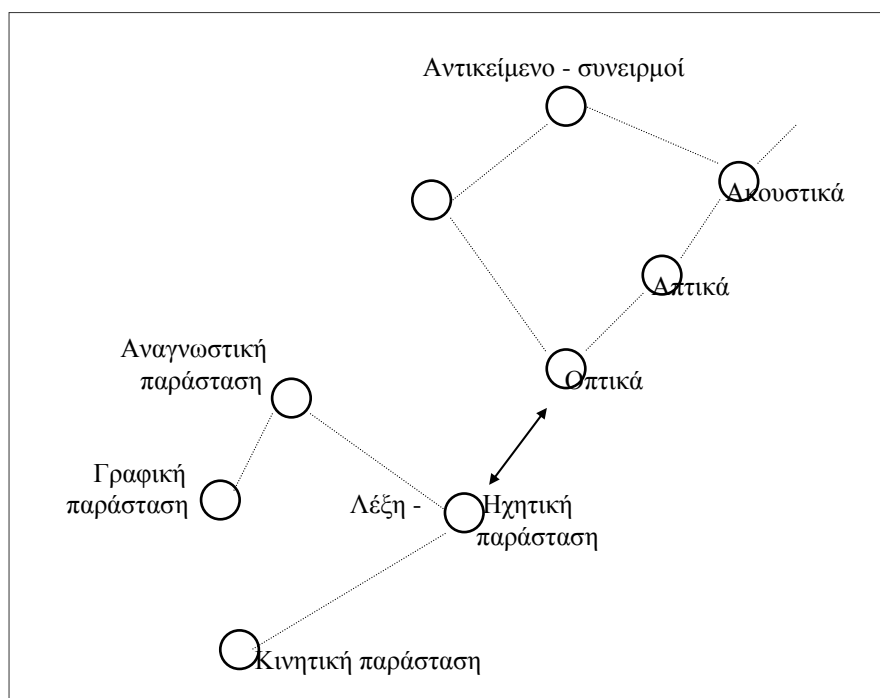 Αντικείμενο - συνειρμοί
Ακουστικά
Απτικά
Οπτικά
Αναγνωστική
παράσταση
Γραφική
παράσταση
Λέξη -
Ηχητική
παράσταση
Κινητική παράσταση